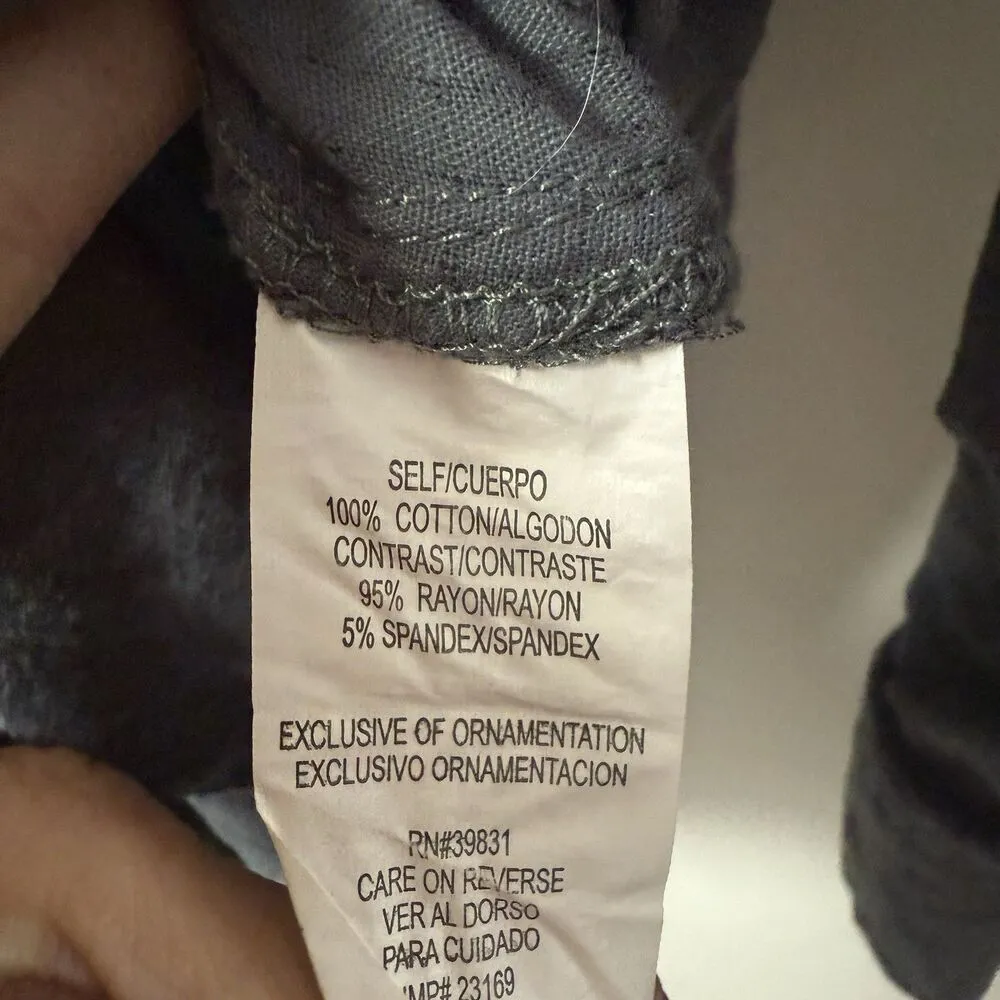 SELF/CUERPO
100% COTTON/ALGODON
CONTRAST/CONTRASTE
95% RAYON/RAYON
5% SPANDEX/SPANDEX
EXCLUSIVE OF ORNAMENTATION
EXCLUSIVO ORNAMENTACION
RN#39831
CARE ON REVERSE
VER AL DORSO
PARA CUIDADO
23169